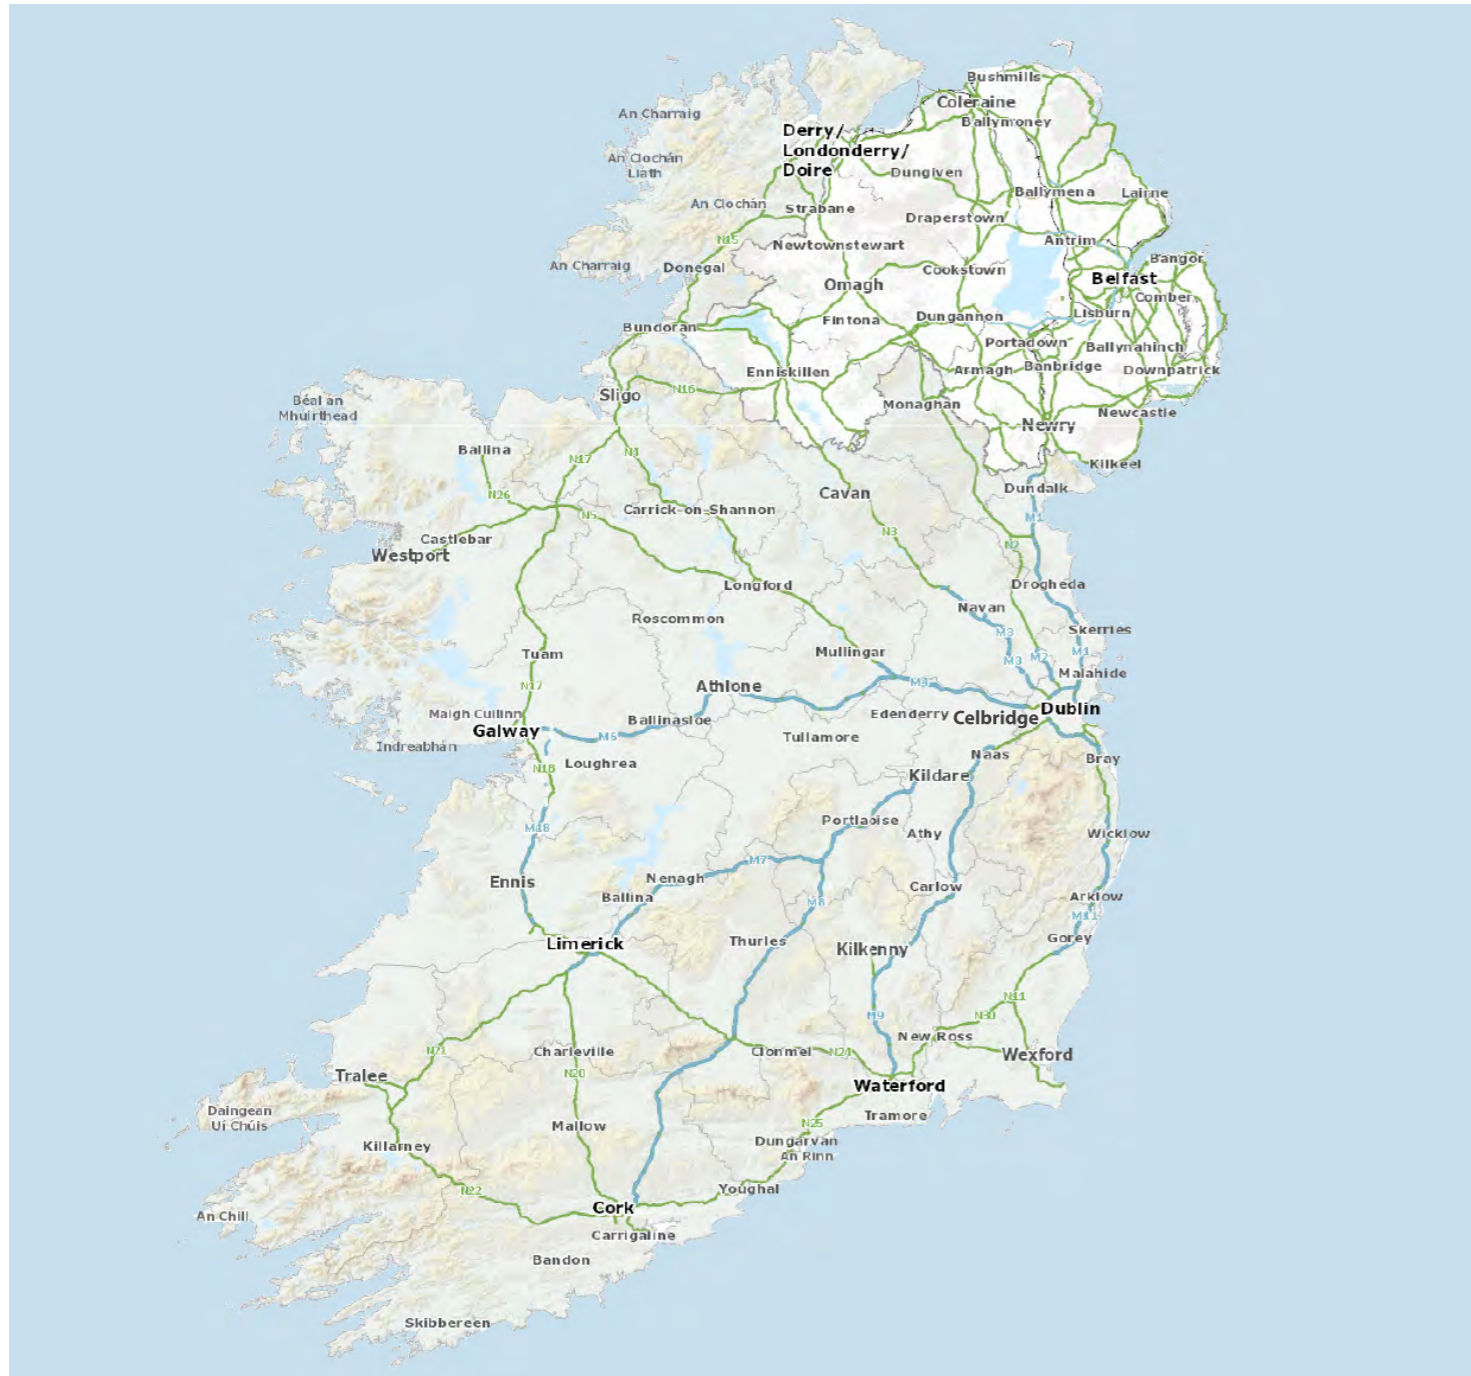 Bushmills
Coleraine
An Charraig
Ballymoney
Derry/
Londonderry/
Doire
An Clochán
Liath
Dungiven
Ballymena
Larne
An Clochán
Strabane
Draperstown
N15
Newtownstewart
Antrim
Bangor
An Charraig
Donegal
Cookstown
Belfast
Omagh
Comber
Bundoran
Fintona
Dungannon
Lisburn
Portadown
Ballynahinch
Enniskillen
Armagh
Banbridge
Downpatrick
Sligo
N16
Béal an
Mhuirthead
Monaghan
Newcastle
Newry
Ballina
N17
N4
Kilkeel
N26
Cavan
Dundalk
Carrick-on-Shannon
N5
M1
Castlebar
N3
N2
Westport
Longford
Drogheda
Roscommon
Navan
M3
Skerries
Tuam
Mullingar
M3
M2
M1
Malahide
N17
Athlone
M4
Maigh Cuilinn
Ballinasloe
Edenderry
Celbridge
Dublin
Galway
M6
Tullamore
Indreabhán
Loughrea
Naas
Bray
N18
Kildare
M18
Portlaoise
Athy
Wicklow
Ennis
Nenagh
M7
Carlow
Ballina
M8
Arklow
M11
Limerick
Thurles
Kilkenny
Gorey
N11
M9
N30
N21
Charleville
Clonmel
N24
New Ross
Wexford
Tralee
N20
Waterford
Daingean
Uí Chúis
Tramore
N25
Mallow
Dungarvan
An Rinn
Killarney
N22
Youghal
An Chill
Cork
Carrigaline
Bandon
Skibbereen